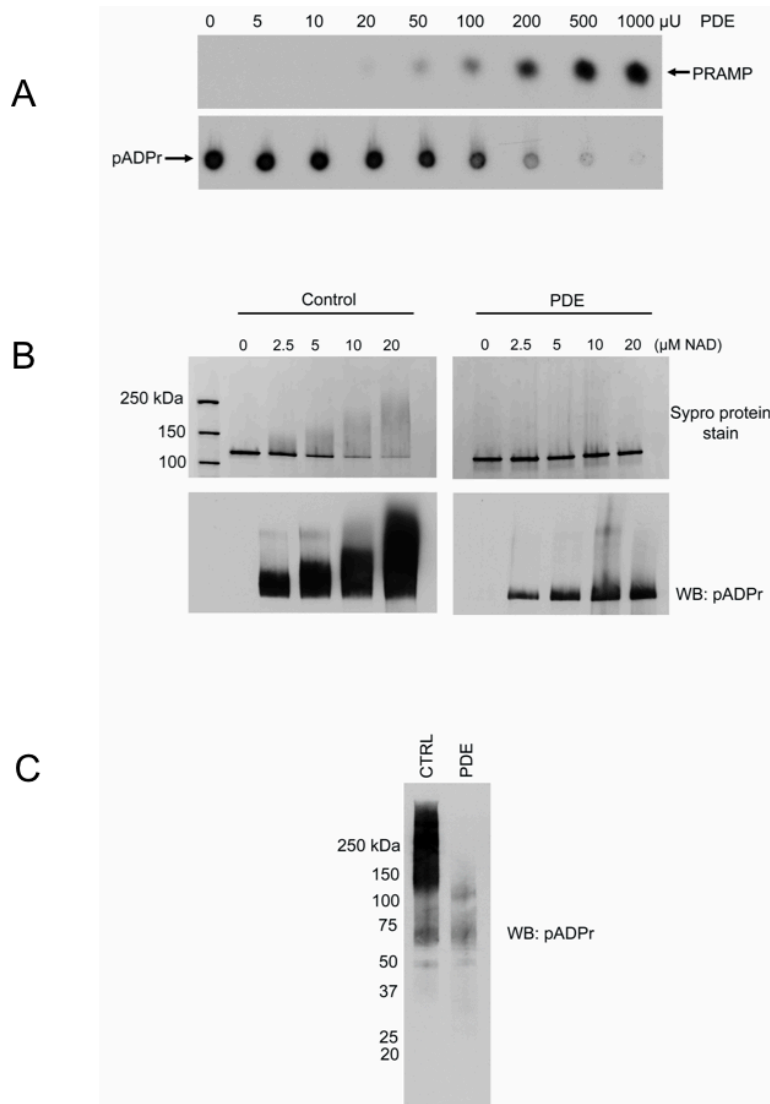 A
0 5 10 20 50 100 200 500 1000 μU PDE
PRAMP
pADPr
B
Control PDE
0 2.5 5 10 20 0 2.5 5 10 20 (μM NAD)
250 kDa
150
100
Sypro protein
stain
WB: pADPr
C
CTRL PDE
250 kDa
150
100
75
50
37
25
20
WB: pADPr